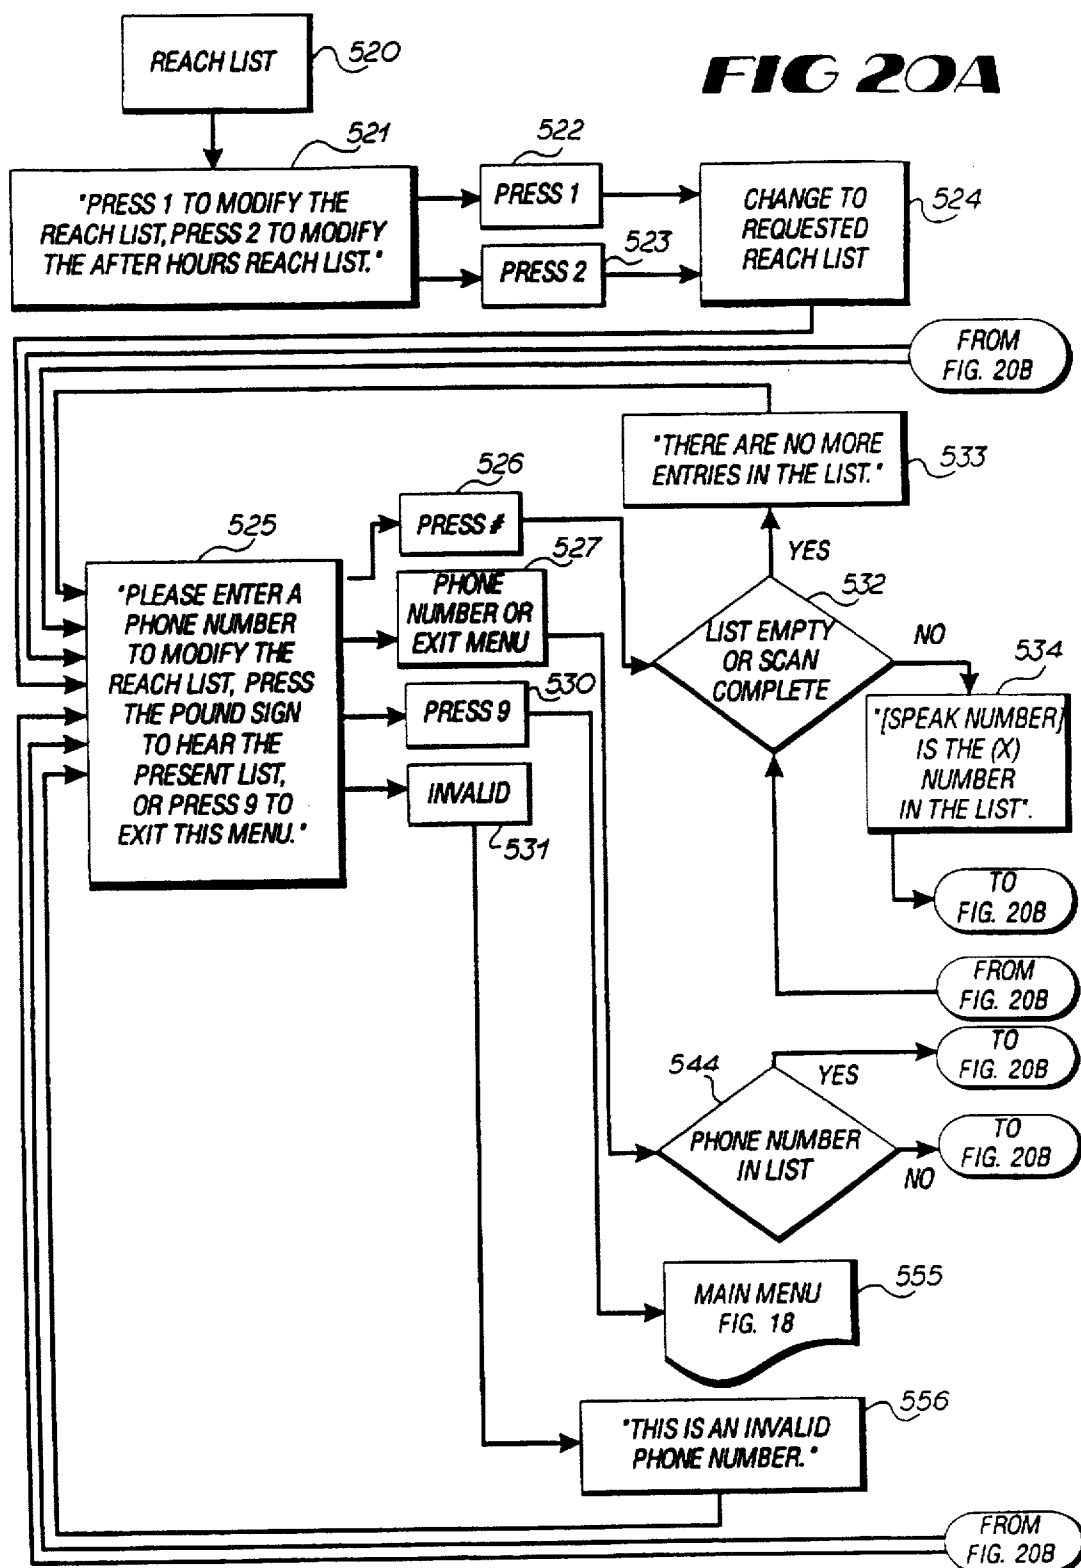 FIG 20A
REACH LIST
520
521
"PRESS 1 TO MODIFY THE
REACH LIST, PRESS 2 TO MODIFY
THE AFTER HOURS REACH LIST."
522
PRESS 1
523
PRESS 2
CHANGE TO
REQUESTED
REACH LIST
524
FROM
FIG. 20B
"THERE ARE NO MORE
ENTRIES IN THE LIST."
533
YES
525
"PLEASE ENTER A
PHONE NUMBER
TO MODIFY THE
REACH LIST, PRESS
THE POUND SIGN
TO HEAR THE
PRESENT LIST,
OR PRESS 9 TO
EXIT THIS MENU."
526
PRESS #
527
PHONE
NUMBER OR
EXIT MENU
530
PRESS 9
INVALID
531
532
LIST EMPTY
OR SCAN
COMPLETE
NO
534
"[SPEAK NUMBER]
IS THE (X)
NUMBER
IN THE LIST".
TO
FIG. 20B
FROM
FIG. 20B
TO
FIG. 20B
544
YES
PHONE NUMBER
IN LIST
NO
TO
FIG. 20B
MAIN MENU
FIG. 18
555
556
"THIS IS AN INVALID
PHONE NUMBER."
FROM
FIG. 20B